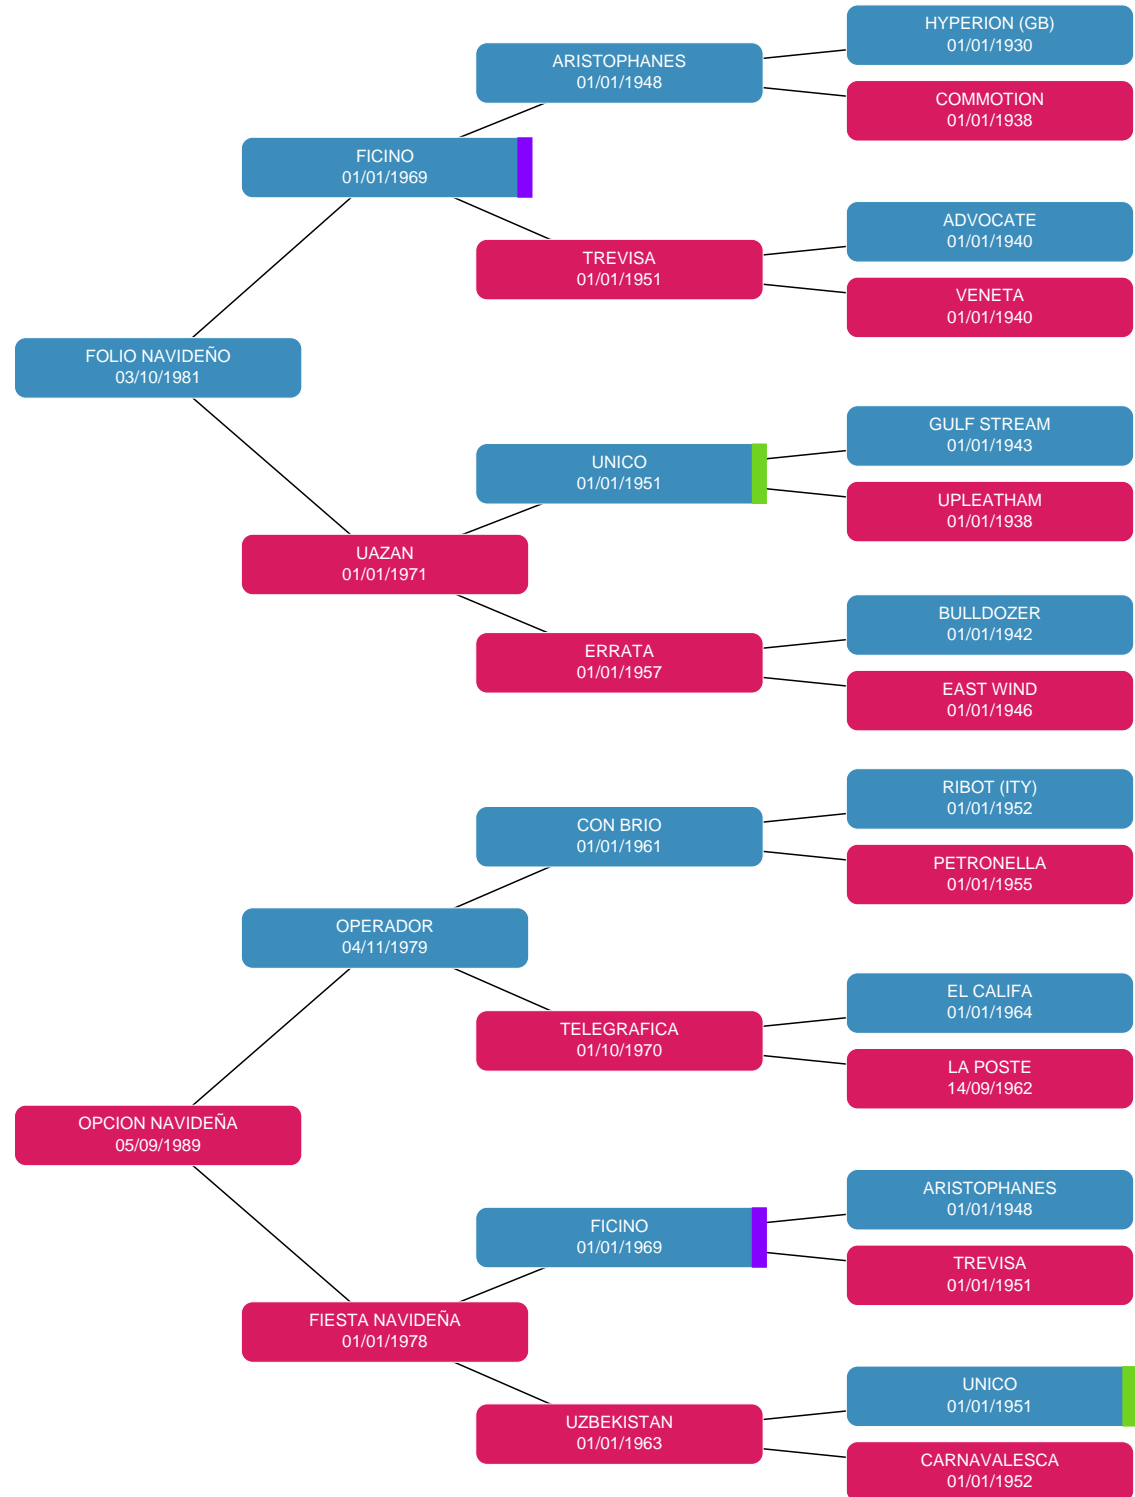 HYPERION (GB)
01/01/1930
ARISTOPHANES
01/01/1948
COMMOTION
01/01/1938
FICINO
01/01/1969
ADVOCATE
01/01/1940
TREVISA
01/01/1951
VENETA
01/01/1940
FOLIO NAVIDEÑO
03/10/1981
GULF STREAM
01/01/1943
UNICO
01/01/1951
UPLEATHAM
01/01/1938
UAZAN
01/01/1971
BULLDOZER
01/01/1942
ERRATA
01/01/1957
EAST WIND
01/01/1946
RIBOT (ITY)
01/01/1952
CON BRIO
01/01/1961
PETRONELLA
01/01/1955
OPERADOR
04/11/1979
EL CALIFA
01/01/1964
TELEGRAFICA
01/10/1970
LA POSTE
14/09/1962
OPCION NAVIDEÑA
05/09/1989
ARISTOPHANES
01/01/1948
FICINO
01/01/1969
TREVISA
01/01/1951
FIESTA NAVIDEÑA
01/01/1978
UNICO
01/01/1951
UZBEKISTAN
01/01/1963
CARNAVALESCA
01/01/1952